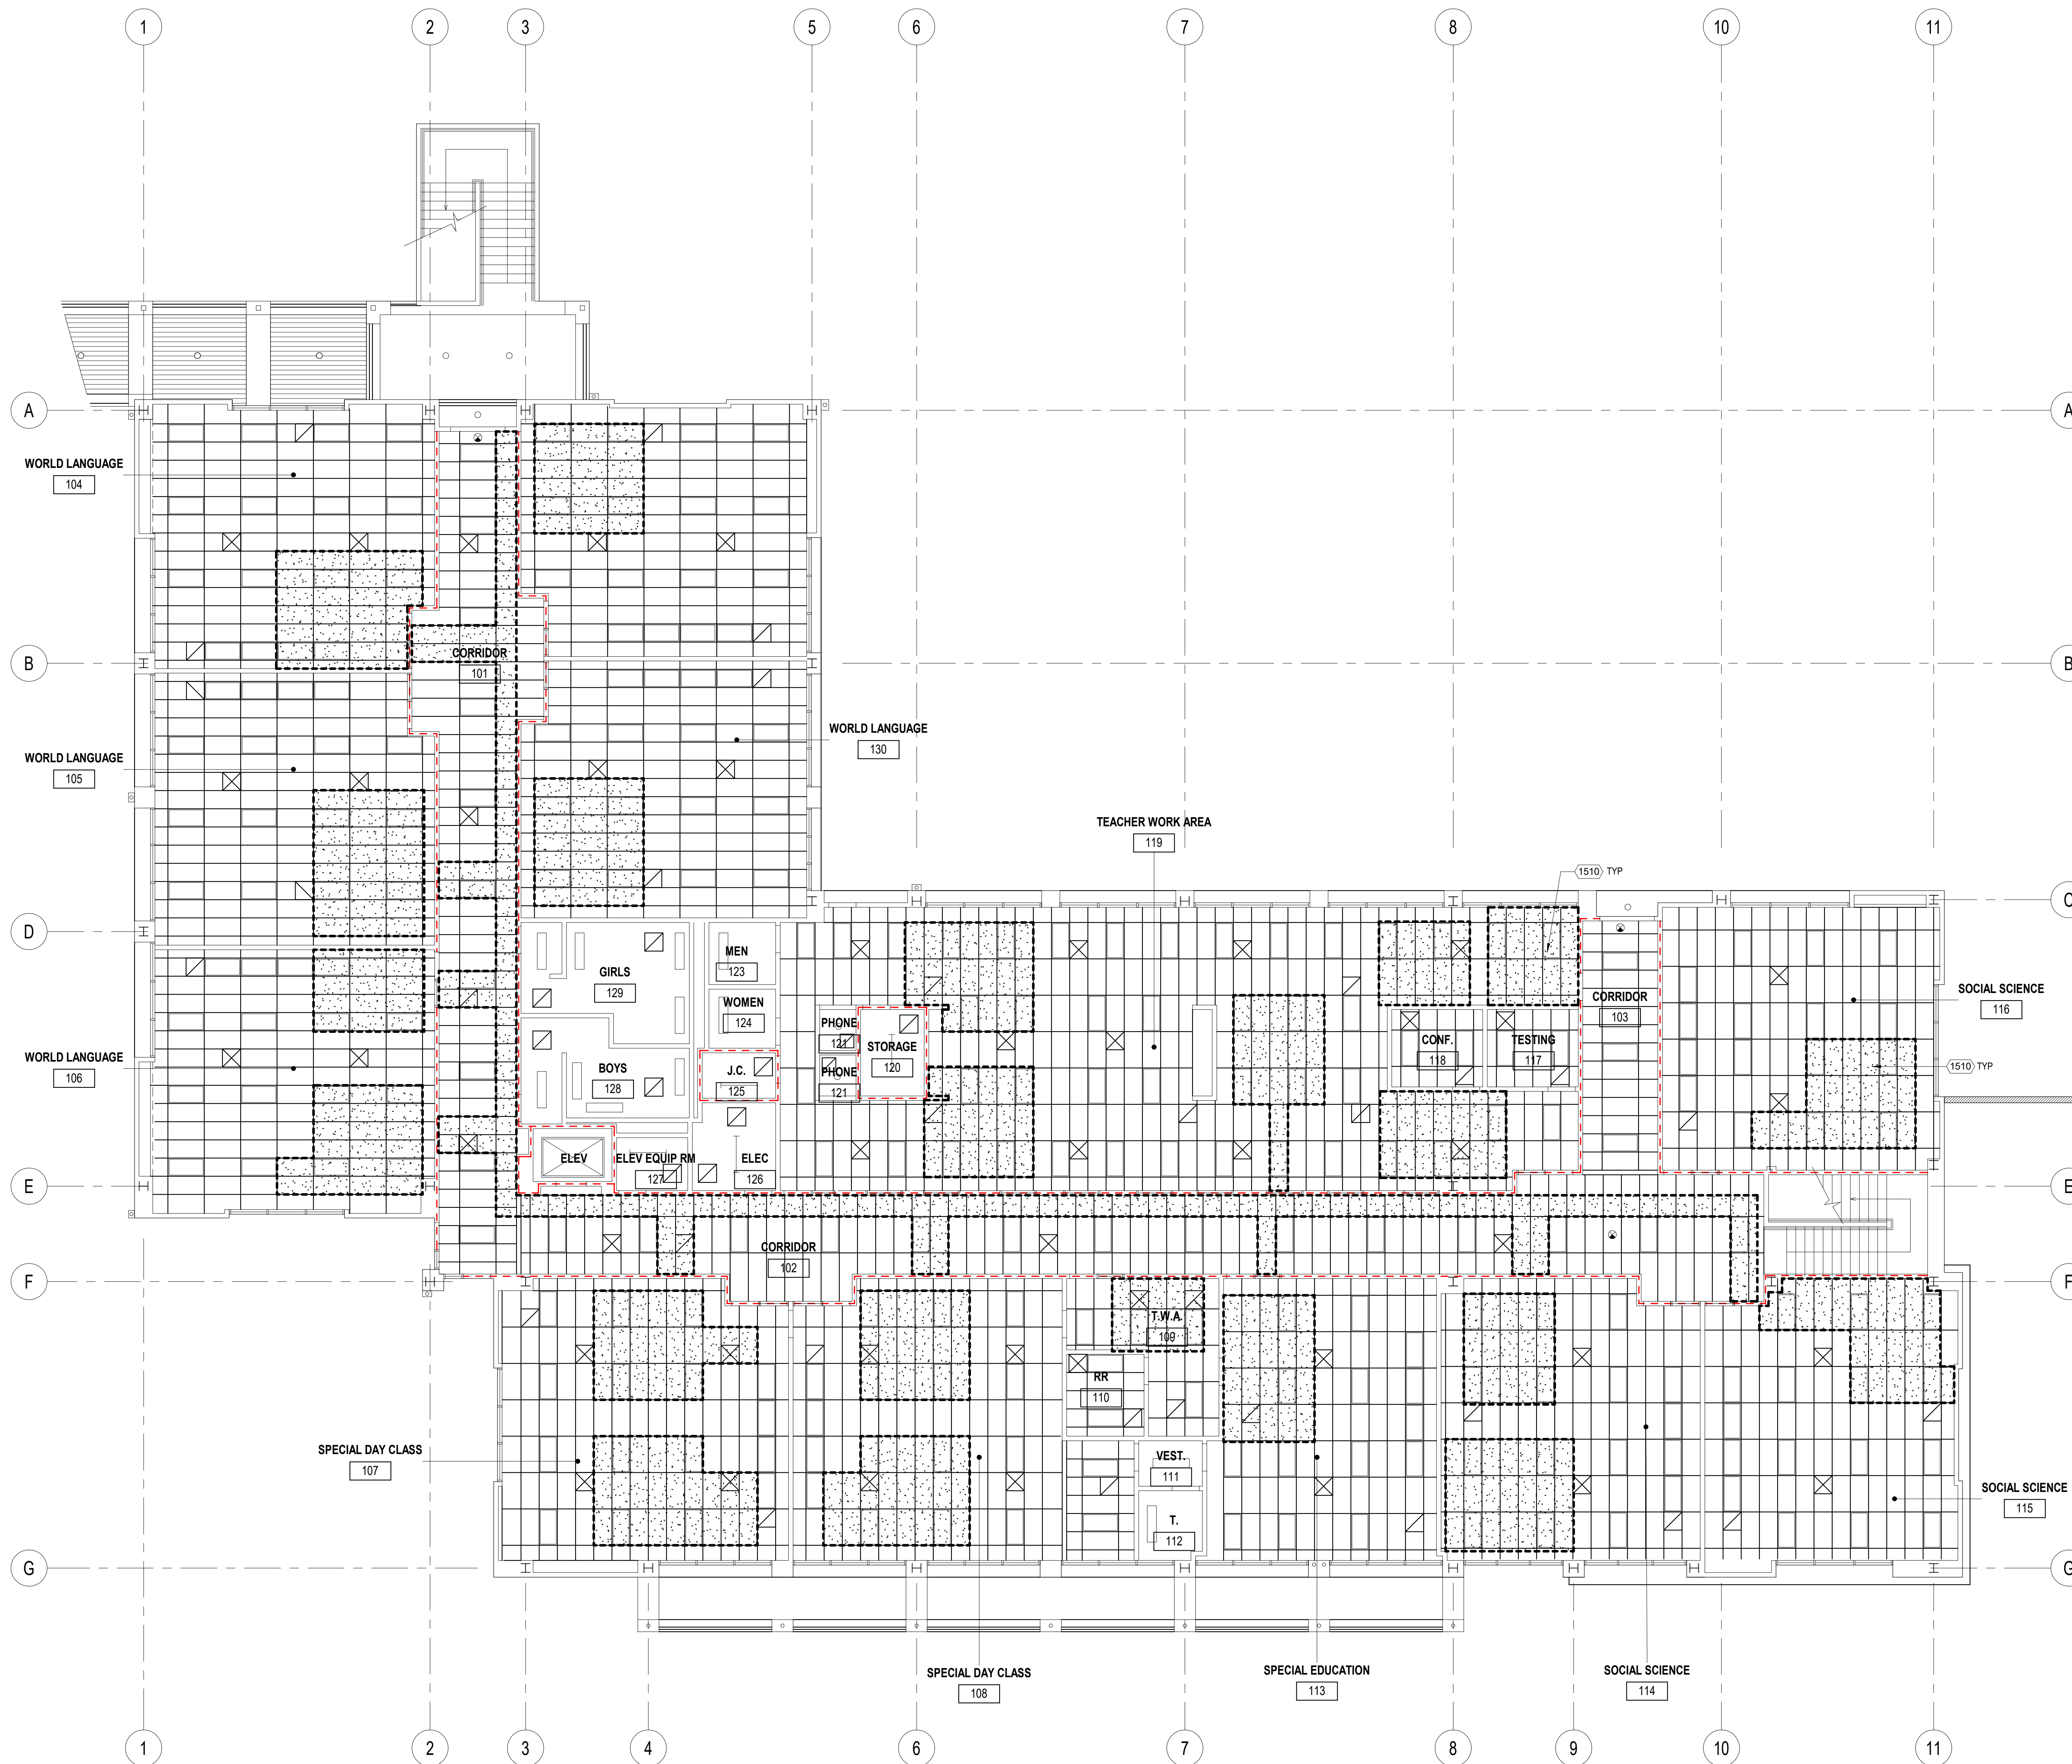 1 2 3 5 6 7 8 10 11
A A
WORLD LANGUAGE
104
B B
CORRIDOR
101
WORLD LANGUAGE
130
WORLD LANGUAGE
105
TEACHER WORK AREA
119
1510 TYP
C
D
MEN
123
GIRLS
129
WOMEN
124
PHONE
121
STORAGE
120
PHONE
121
BOYS
128
J.C.
125
CONF.
118
TESTING
117
CORRIDOR
103
SOCIAL SCIENCE
116
1510 TYP
WORLD LANGUAGE
106
ELEV
ELEV EQUIP RM
127
ELEC
126
E E
CORRIDOR
102
F F
T.W.A.
109
RR
110
VEST.
111
T.
112
SPECIAL DAY CLASS
107
SOCIAL SCIENCE
115
G G
SPECIAL DAY CLASS
108
SPECIAL EDUCATION
113
SOCIAL SCIENCE
114
1 2 3 4 6 7 8 9 10 11